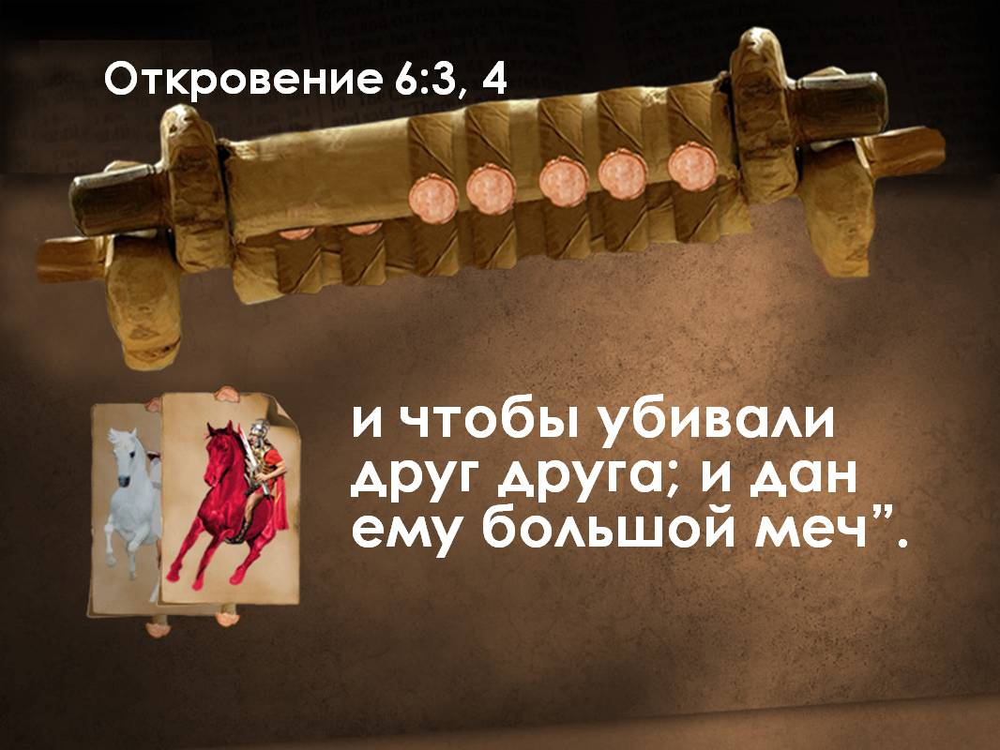 Откровение 6:3, 4
и чтобы убивали
друг друга; и дан
ему большой меч”.